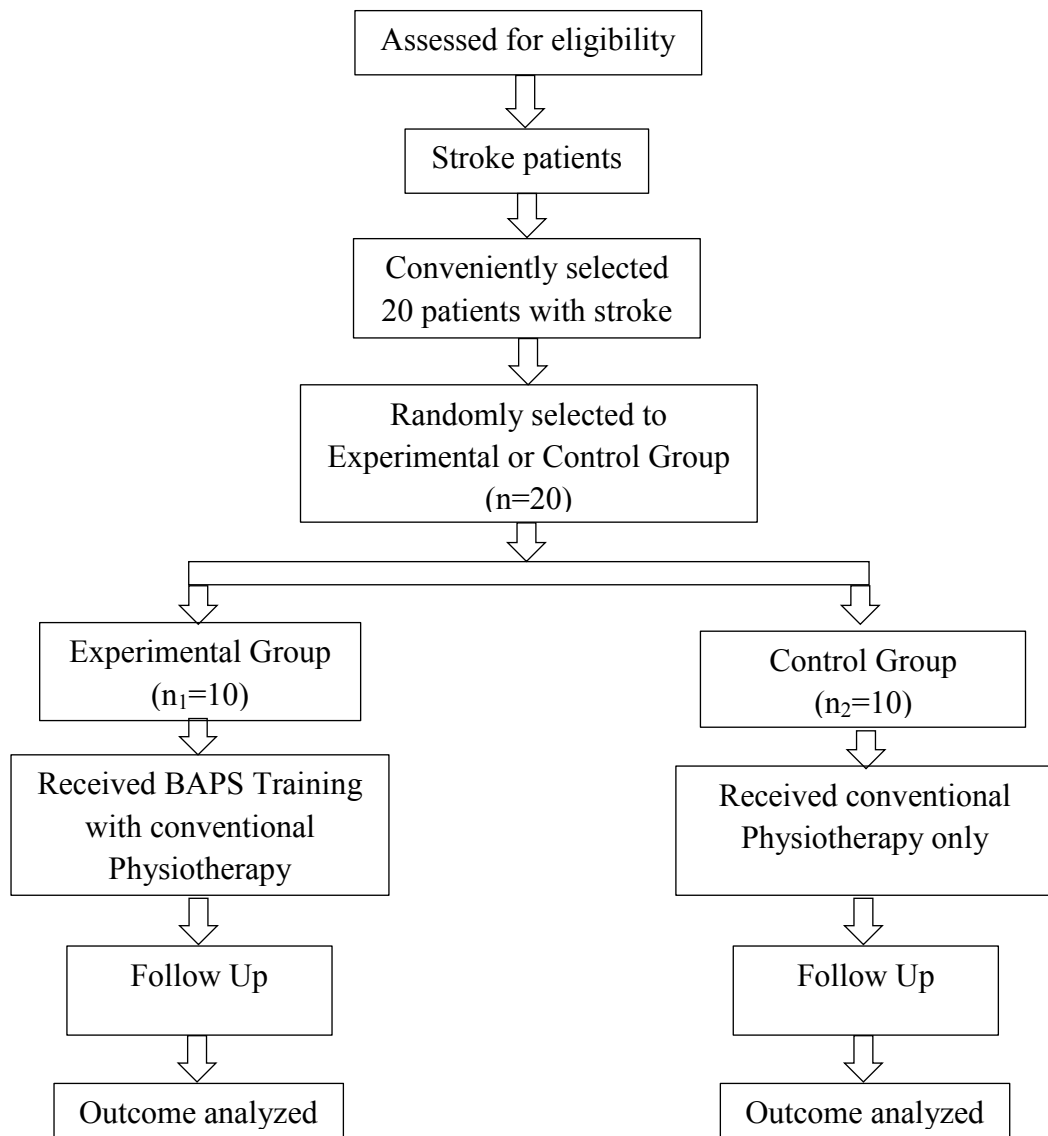 Assessed for eligibility
Stroke patients
Conveniently selected
20 patients with stroke
Randomly selected to
Experimental or Control Group
(n=20)
Experimental Group
(n₁=10)
Control Group
(n₂=10)
Received BAPS Training
with conventional
Physiotherapy
Received conventional
Physiotherapy only
Follow Up
Follow Up
Outcome analyzed
Outcome analyzed